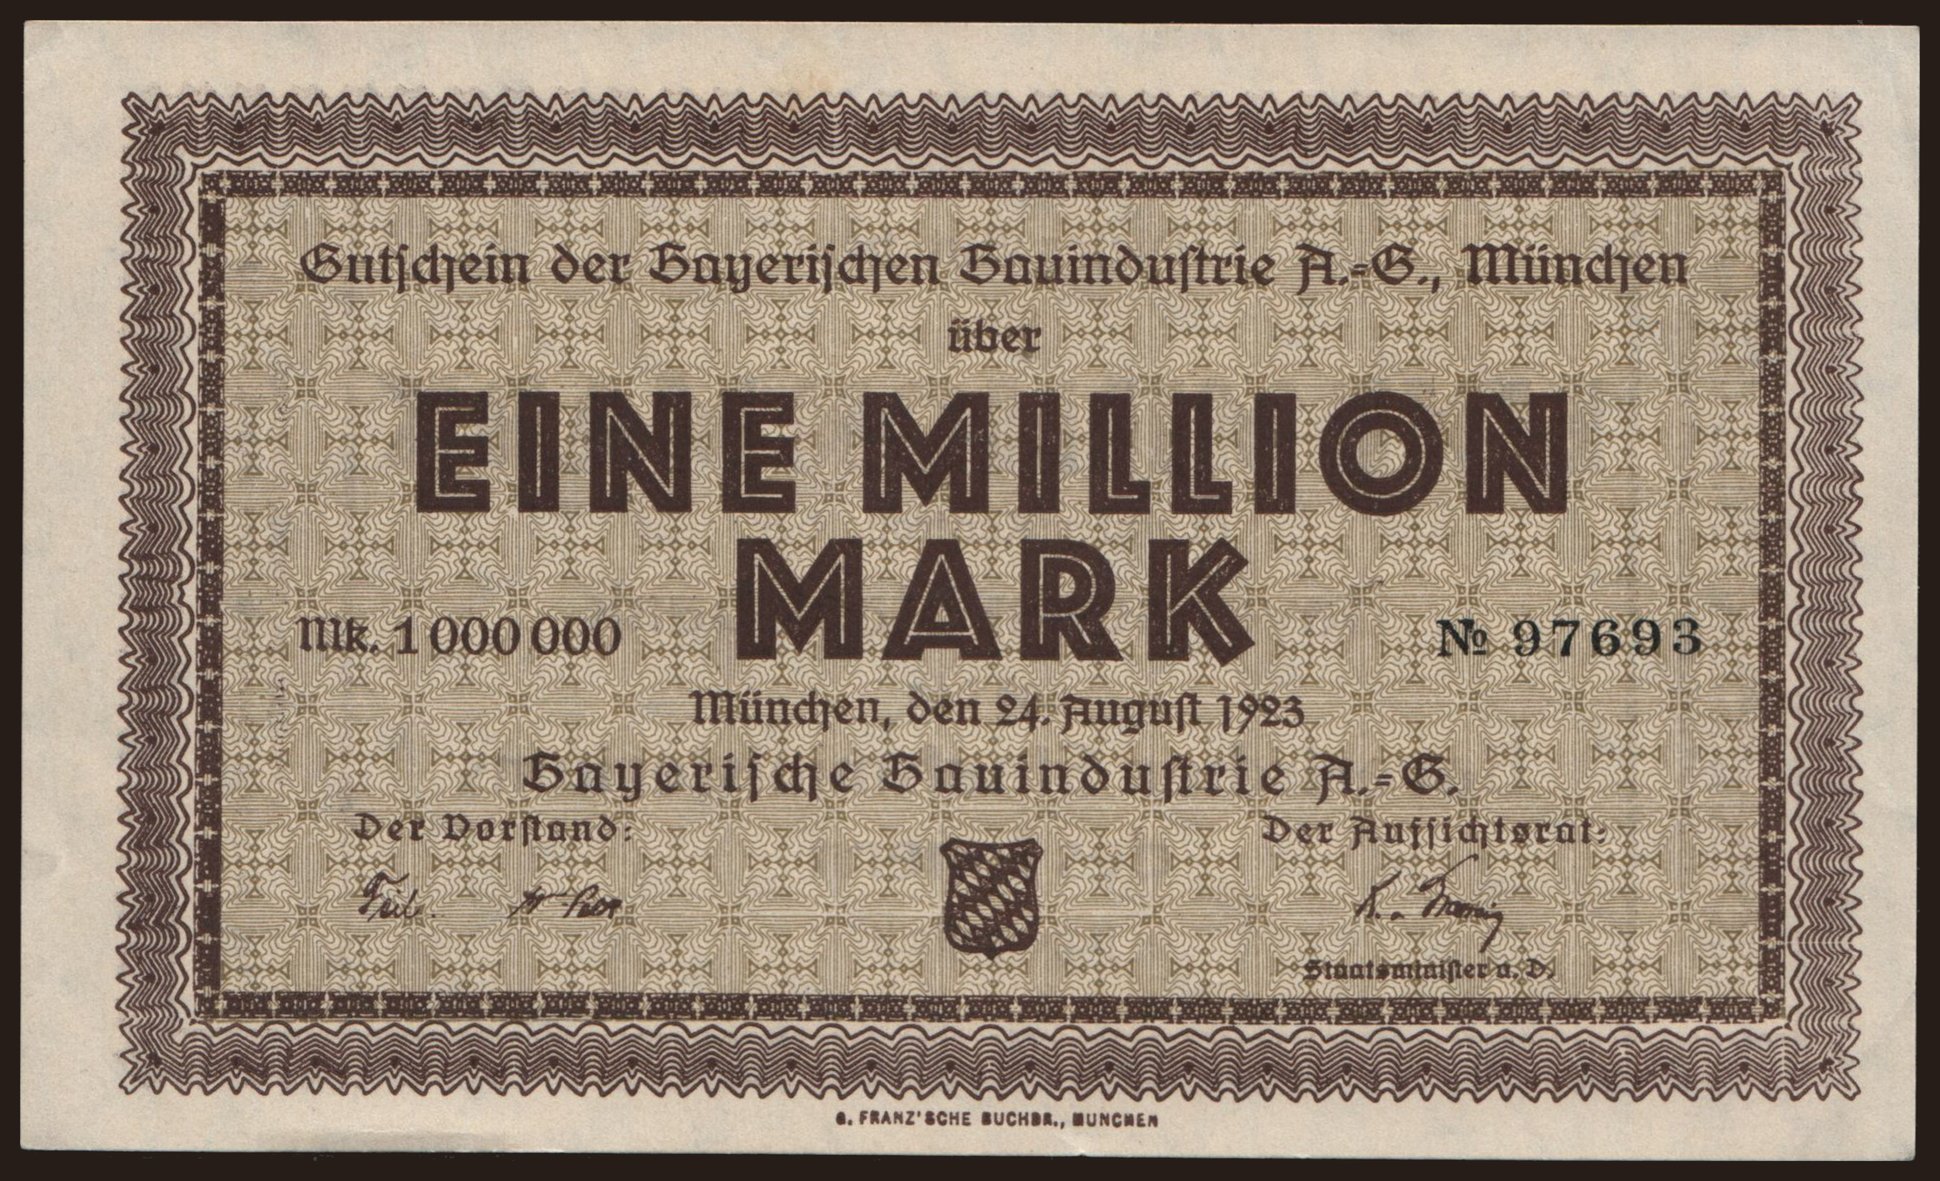 Gutschein der Bayerischen Bauindustrie A.-G., München
über
EINE MILLION
MARK
Mk. 1 000 000
№ 97693
München, den 24. August 1923
Bayerische Bauindustrie A.-G.
Der Vorstand:
Der Aufsichtsrat:
Staatsminister a. D.
G. FRANZ'SCHE BUCHDR., MÜNCHEN